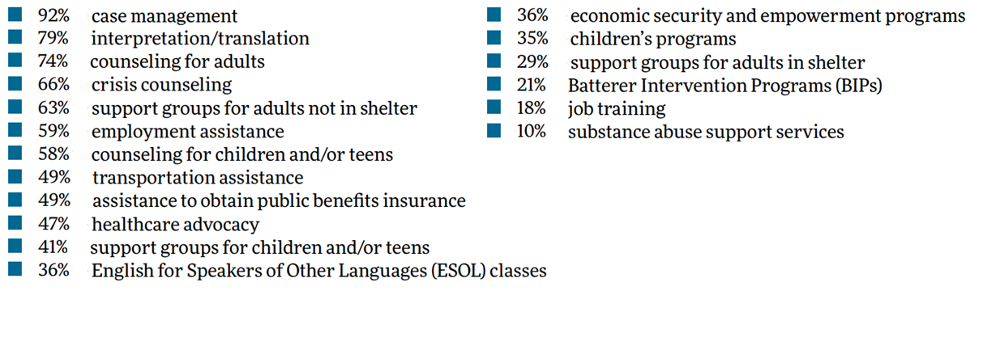 92% case management
79% interpretation/translation
74% counseling for adults
66% crisis counseling
63% support groups for adults not in shelter
59% employment assistance
58% counseling for children and/or teens
49% transportation assistance
49% assistance to obtain public benefits insurance
47% healthcare advocacy
41% support groups for children and/or teens
36% English for Speakers of Other Languages (ESOL) classes
36% economic security and empowerment programs
35% children’s programs
29% support groups for adults in shelter
21% Batterer Intervention Programs (BIPs)
18% job training
10% substance abuse support services